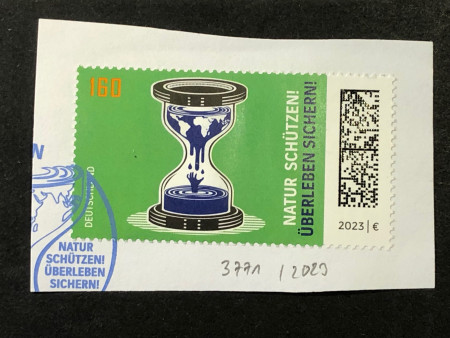 160
DEUTSCHLAND
NATUR SCHÜTZEN!
ÜBERLEBEN SICHERN!
2023 | €
N
NATUR
SCHÜTZEN!
ÜBERLEBEN
SICHERN!
3771 / 2023